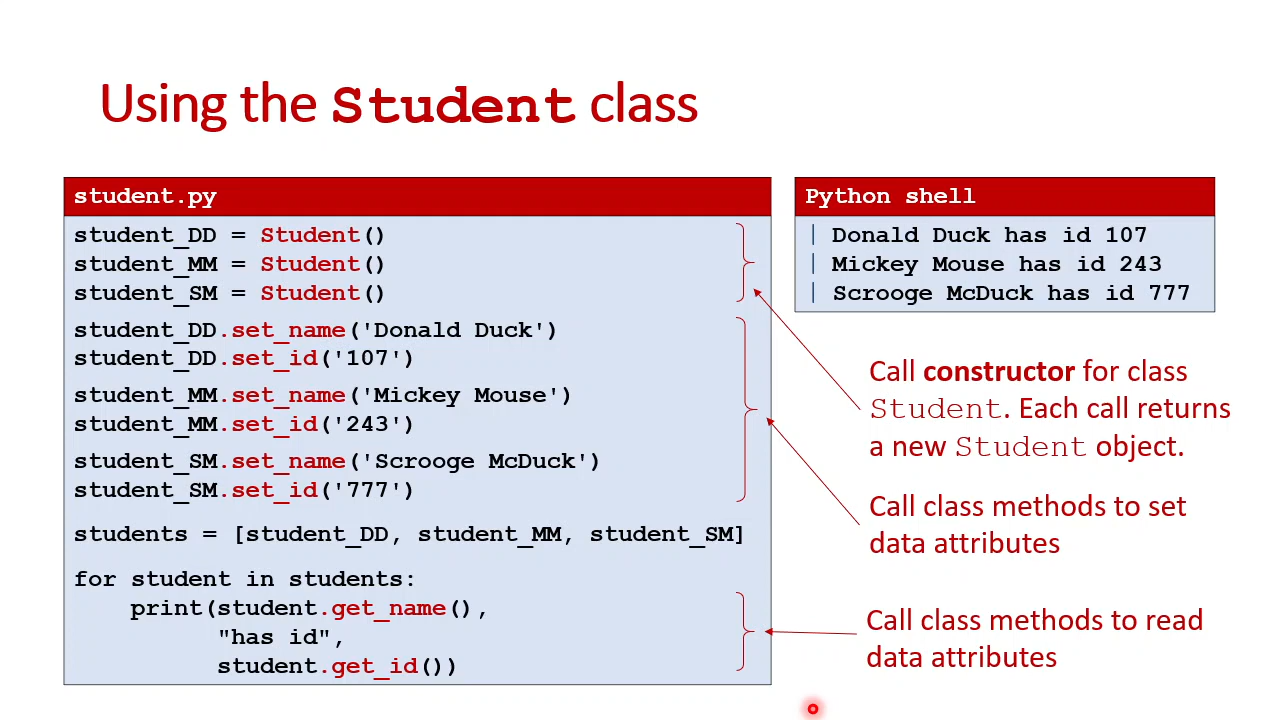 Using the Student class
student.py
student_DD = Student()
student_MM = Student()
student_SM = Student()
student_DD.set_name('Donald Duck')
student_DD.set_id('107')
student_MM.set_name('Mickey Mouse')
student_MM.set_id('243')
student_SM.set_name('Scrooge McDuck')
student_SM.set_id('777')
students = [student_DD, student_MM, student_SM]
for student in students:
    print(student.get_name(),
          "has id",
          student.get_id())
Python shell
| Donald Duck has id 107
| Mickey Mouse has id 243
| Scrooge McDuck has id 777
Call constructor for class
Student. Each call returns
a new Student object.
Call class methods to set
data attributes
Call class methods to read
data attributes